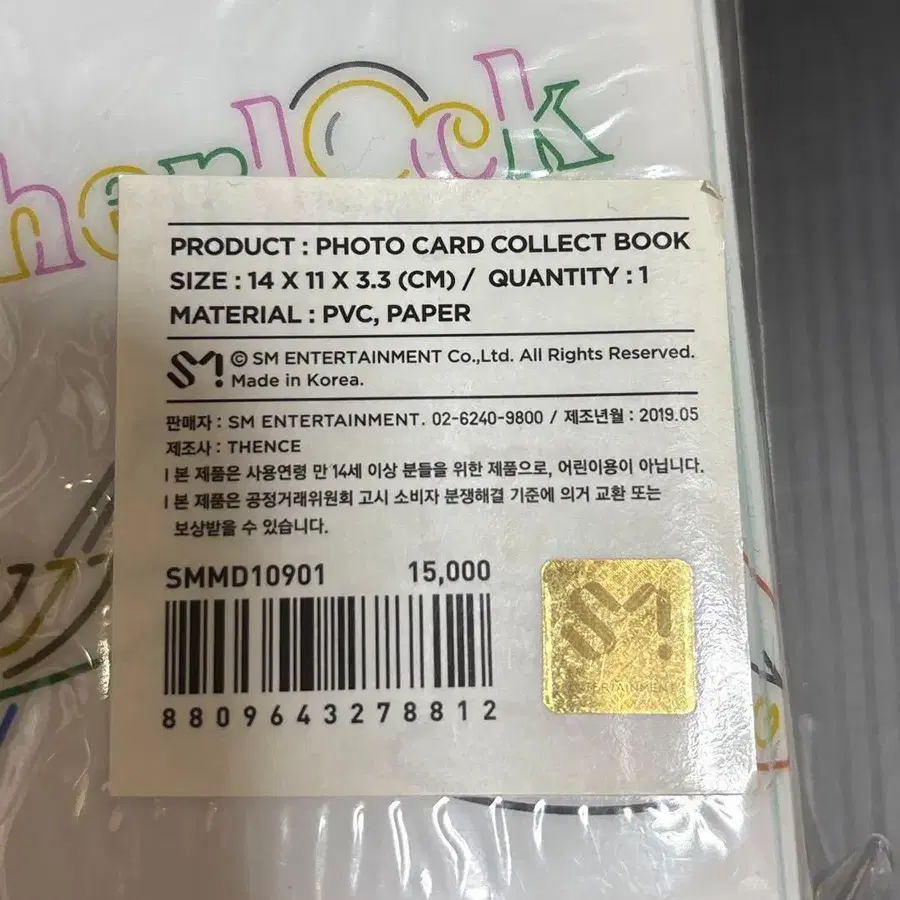 herlock
PRODUCT : PHOTO CARD COLLECT BOOK
SIZE : 14 X 11 X 3.3 (CM) / QUANTITY : 1
MATERIAL : PVC, PAPER
SM! © SM ENTERTAINMENT Co.,Ltd. All Rights Reserved.
Made in Korea.
판매자 : SM ENTERTAINMENT. 02-6240-9800 / 제조년월 : 2019.05
제조사 : THENCE
l 본 제품은 사용연령 만 14세 이상 분들을 위한 제품으로, 어린이용이 아닙니다.
l 본 제품은 공정거래위원회 고시 소비자 분쟁해결 기준에 의거 교환 또는
보상받을 수 있습니다.
SMMD10901 15,000
8809643278812
SM!
ENTERTAINMENT